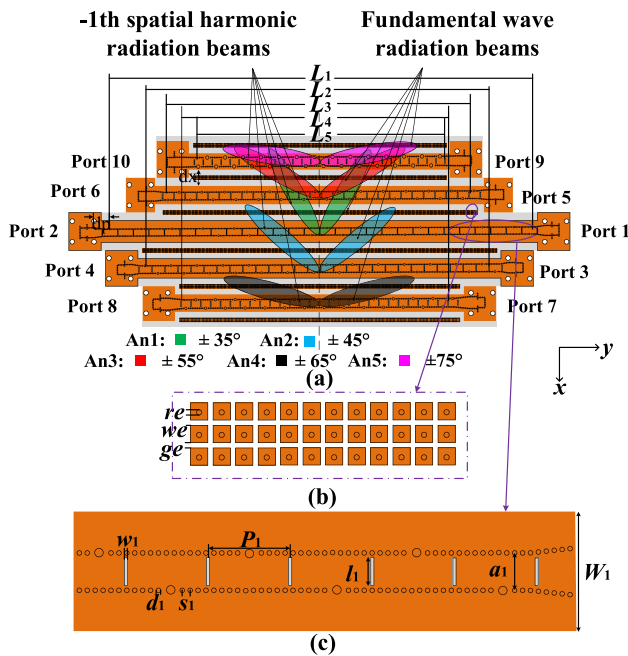 -1th spatial harmonic radiation beams
Fundamental wave radiation beams
L1
L2
L3
L4
L5
Port 10
Port 9
dx
Port 6
Port 5
dp
Port 2
Port 1
Port 4
Port 3
Port 8
Port 7
An1: ± 35° An2: ± 45°
An3: ± 55° An4: ± 65° An5: ±75°
(a)
y
x
re
we
ge
(b)
w1
P1
l1
a1
W1
d1
s1
(c)